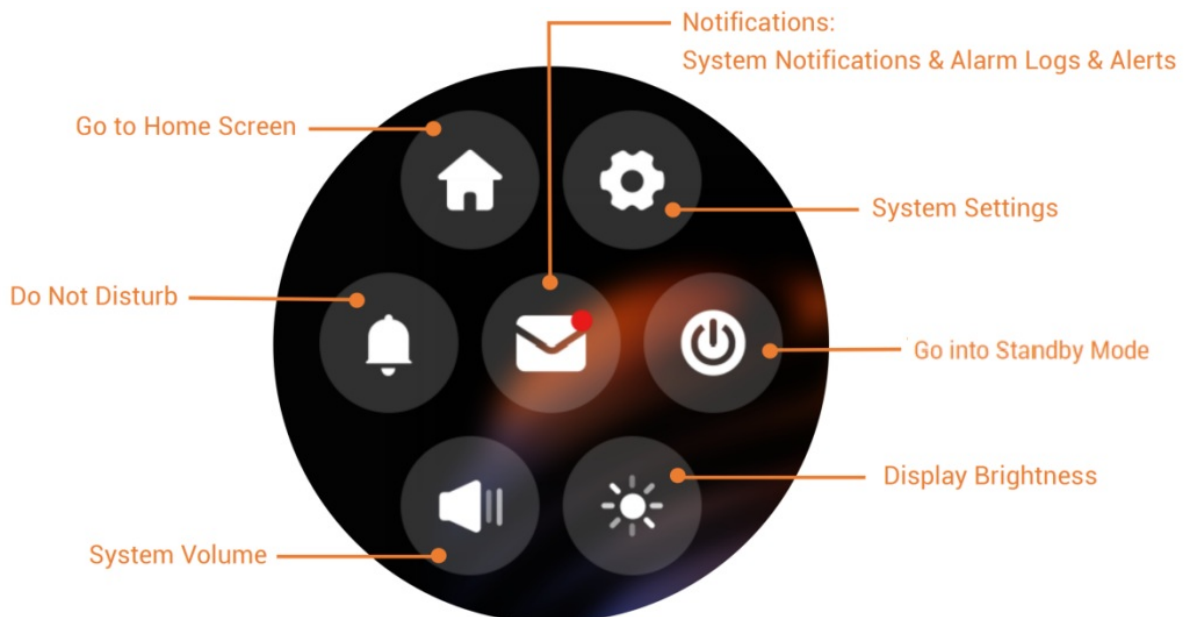 Notifications:
System Notifications & Alarm Logs & Alerts
Go to Home Screen
System Settings
Do Not Disturb
Go into Standby Mode
Display Brightness
System Volume